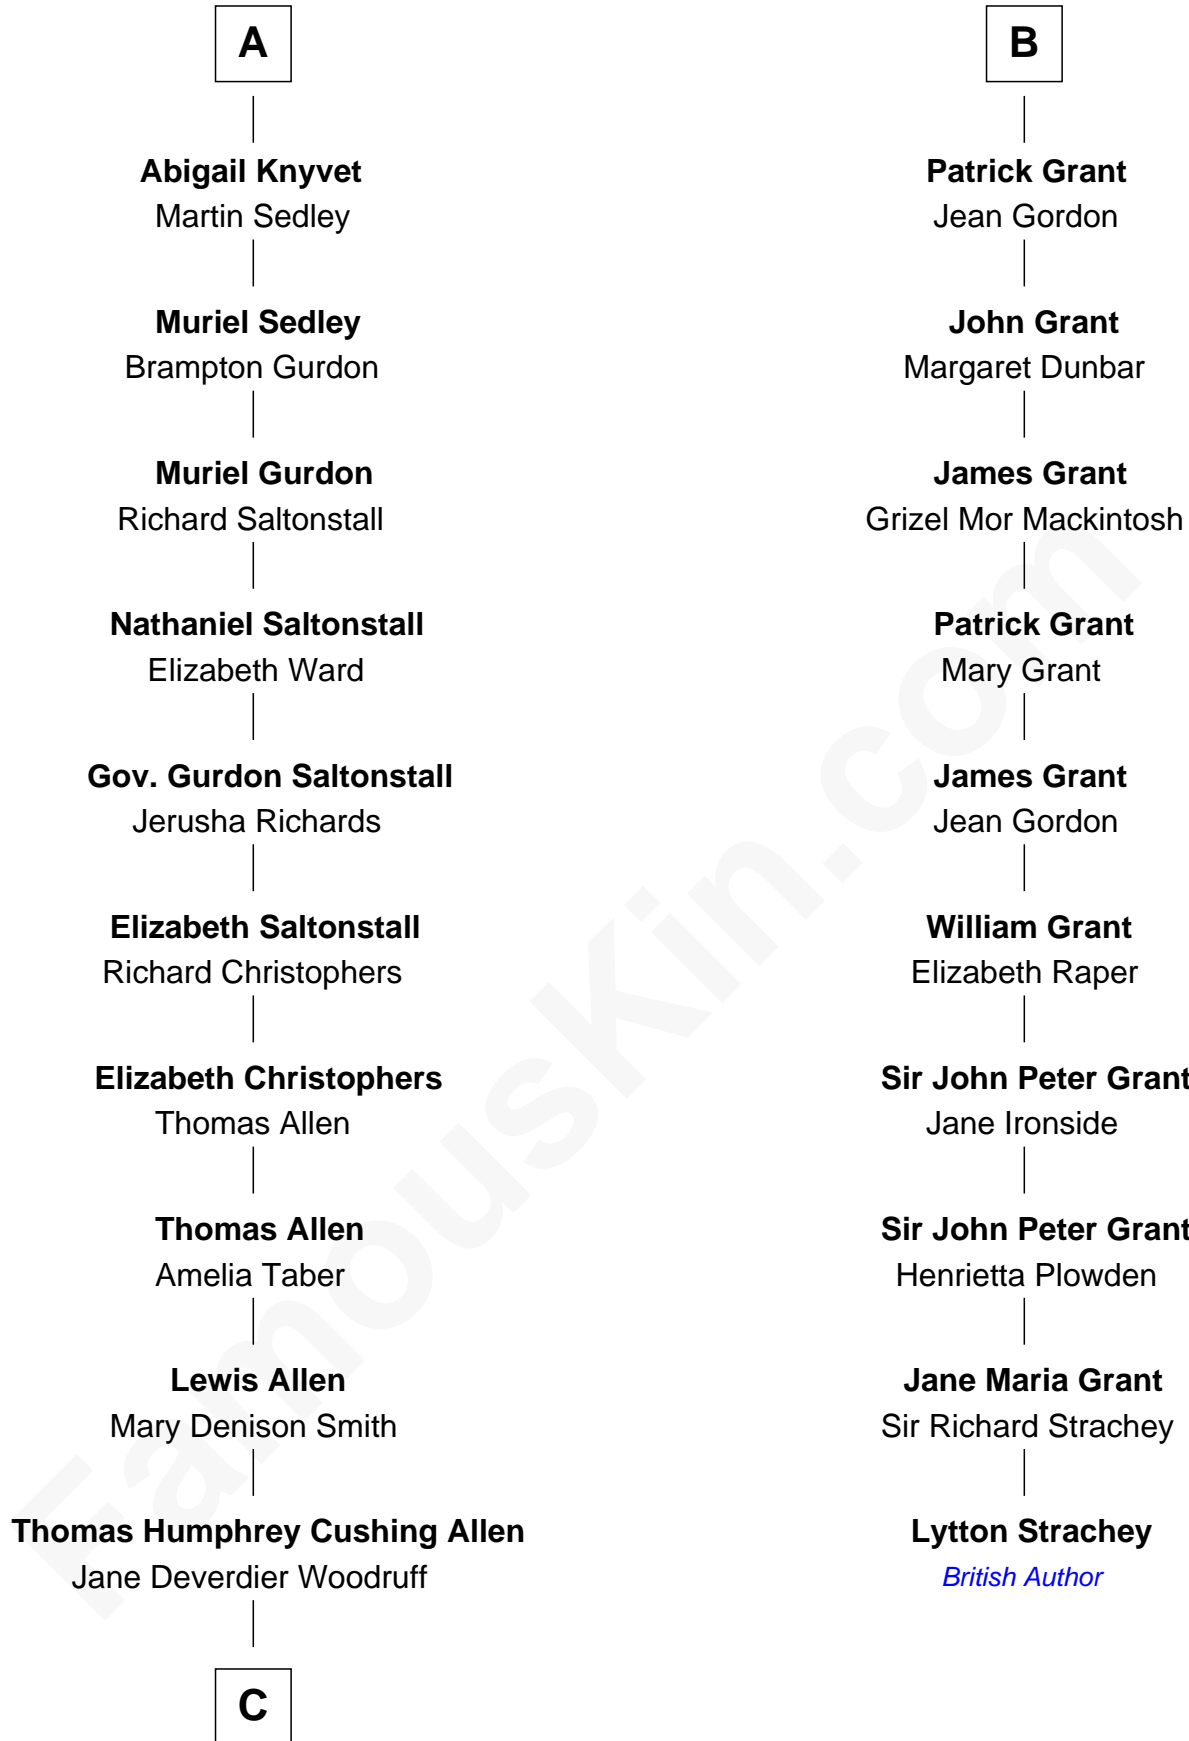 A
Abigail Knyvet
Martin Sedley
Muriel Sedley
Brampton Gurdon
Muriel Gurdon
Richard Saltonstall
Nathaniel Saltonstall
Elizabeth Ward
Gov. Gurdon Saltonstall
Jerusha Richards
Elizabeth Saltonstall
Richard Christophers
Elizabeth Christophers
Thomas Allen
Thomas Allen
Amelia Taber
Lewis Allen
Mary Denison Smith
Thomas Humphrey Cushing Allen
Jane Deverdier Woodruff
C
B
Patrick Grant
Jean Gordon
John Grant
Margaret Dunbar
James Grant
Grizel Mor Mackintosh
Patrick Grant
Mary Grant
James Grant
Jean Gordon
William Grant
Elizabeth Raper
Sir John Peter Grant
Jane Ironside
Sir John Peter Grant
Henrietta Plowden
Jane Maria Grant
Sir Richard Strachey
Lytton Strachey
British Author
FamousKin.com